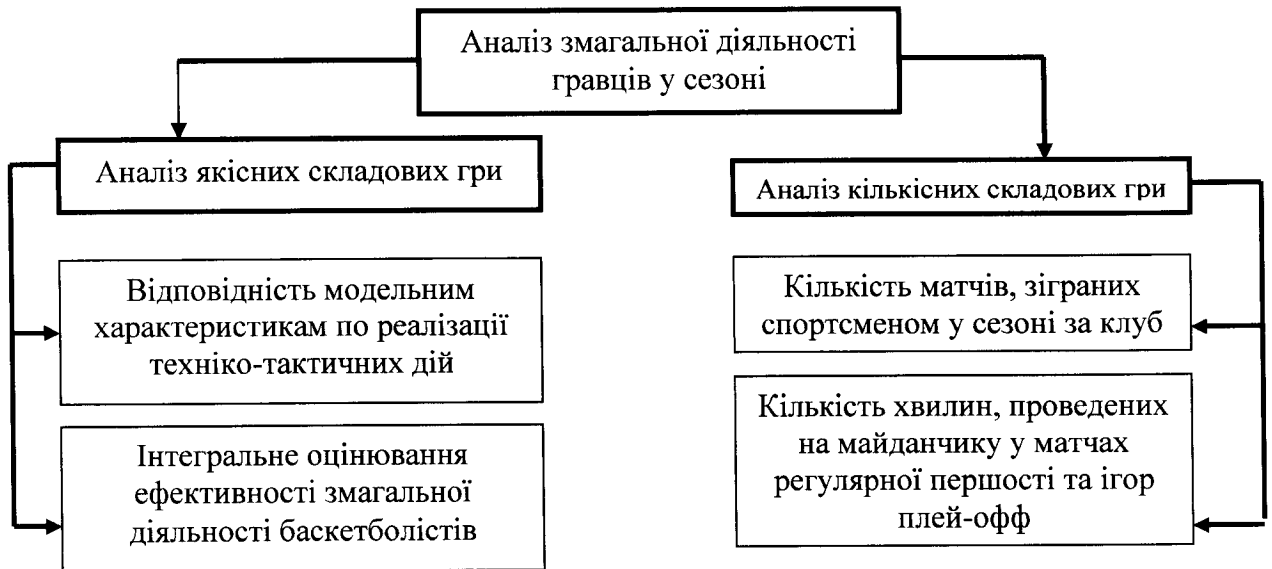 Аналіз змагальної діяльності
гравців у сезоні
Аналіз якісних складових гри
Відповідність модельним
характеристикам по реалізації
техніко-тактичних дій
Інтегральне оцінювання
ефективності змагальної
діяльності баскетболістів
Аналіз кількісних складових гри
Кількість матчів, зіграних
спортсменом у сезоні за клуб
Кількість хвилин, проведених
на майданчику у матчах
регулярної першості та ігор
плей-офф